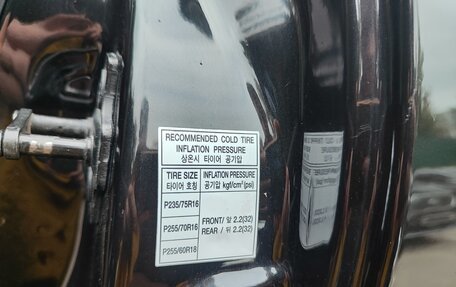 RECOMMENDED COLD TIRE
INFLATION PRESSURE
상온시 타이어 공기압
TIRE SIZE INFLATION PRESSURE
타이어 호칭 공기압 kgf/cm² (psi)
P235/75R16
P255/70R16 FRONT/ 앞 2.2(32)
P255/60R18 REAR / 뒤 2.2(32)